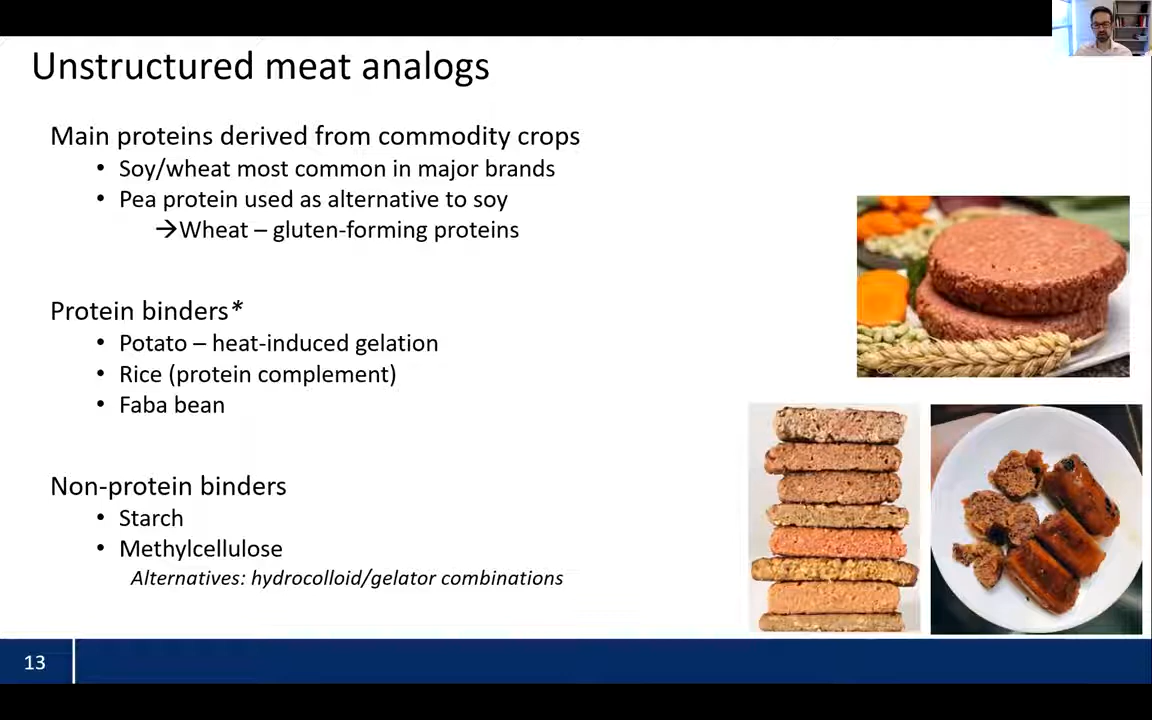 Unstructured meat analogs
Main proteins derived from commodity crops
• Soy/wheat most common in major brands
• Pea protein used as alternative to soy
→Wheat – gluten-forming proteins
Protein binders*
• Potato – heat-induced gelation
• Rice (protein complement)
• Faba bean
Non-protein binders
• Starch
• Methylcellulose
Alternatives: hydrocolloid/gelator combinations
13